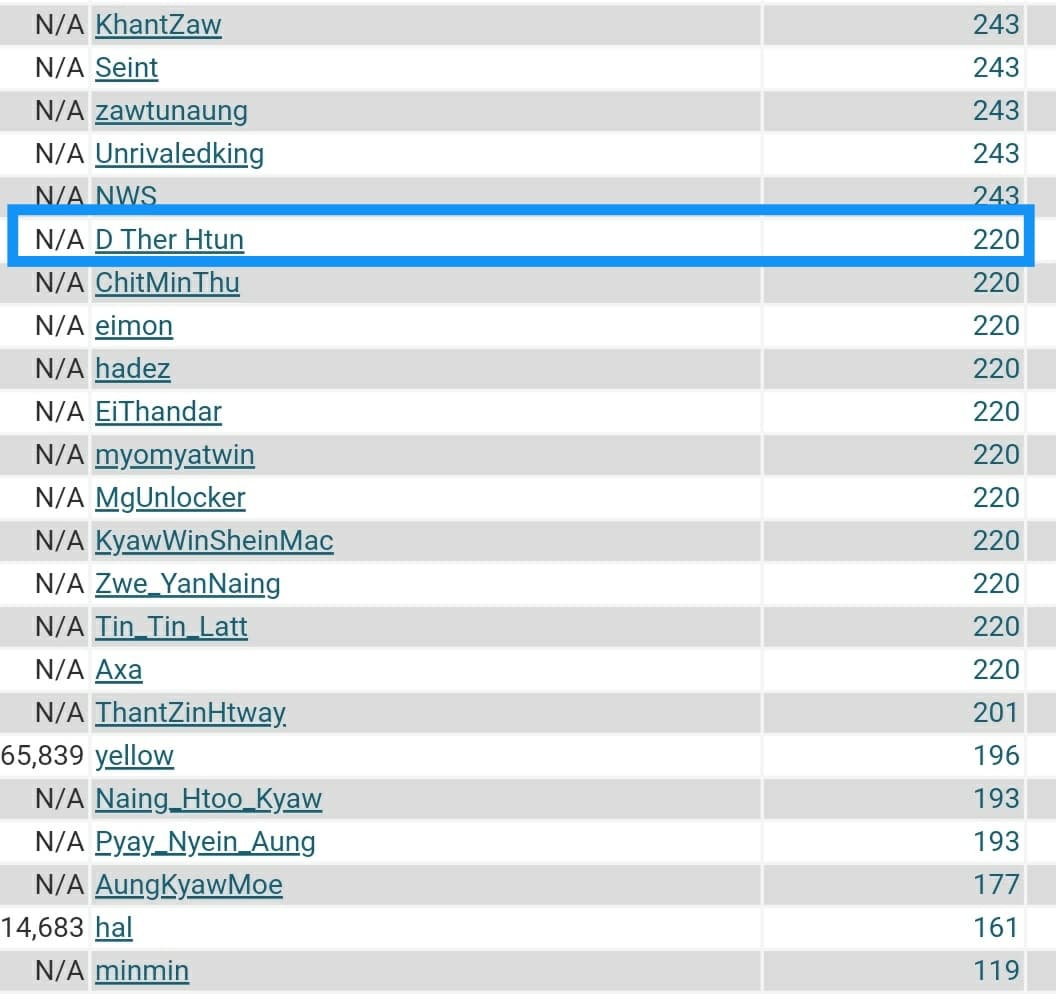 N/A KhantZaw 243
N/A Seint 243
N/A zawtunaung 243
N/A Unrivaledking 243
N/A NWS 243
N/A D Ther Htun 220
N/A ChitMinThu 220
N/A eimon 220
N/A hadez 220
N/A EiThandar 220
N/A myomyatwin 220
N/A MgUnlocker 220
N/A KyawWinSheinMac 220
N/A Zwe_YanNaing 220
N/A Tin_Tin_Latt 220
N/A Axa 220
N/A ThantZinHtway 201
65,839 yellow 196
N/A Naing_Htoo_Kyaw 193
N/A Pyay_Nyein_Aung 193
N/A AungKyawMoe 177
14,683 hal 161
N/A minmin 119